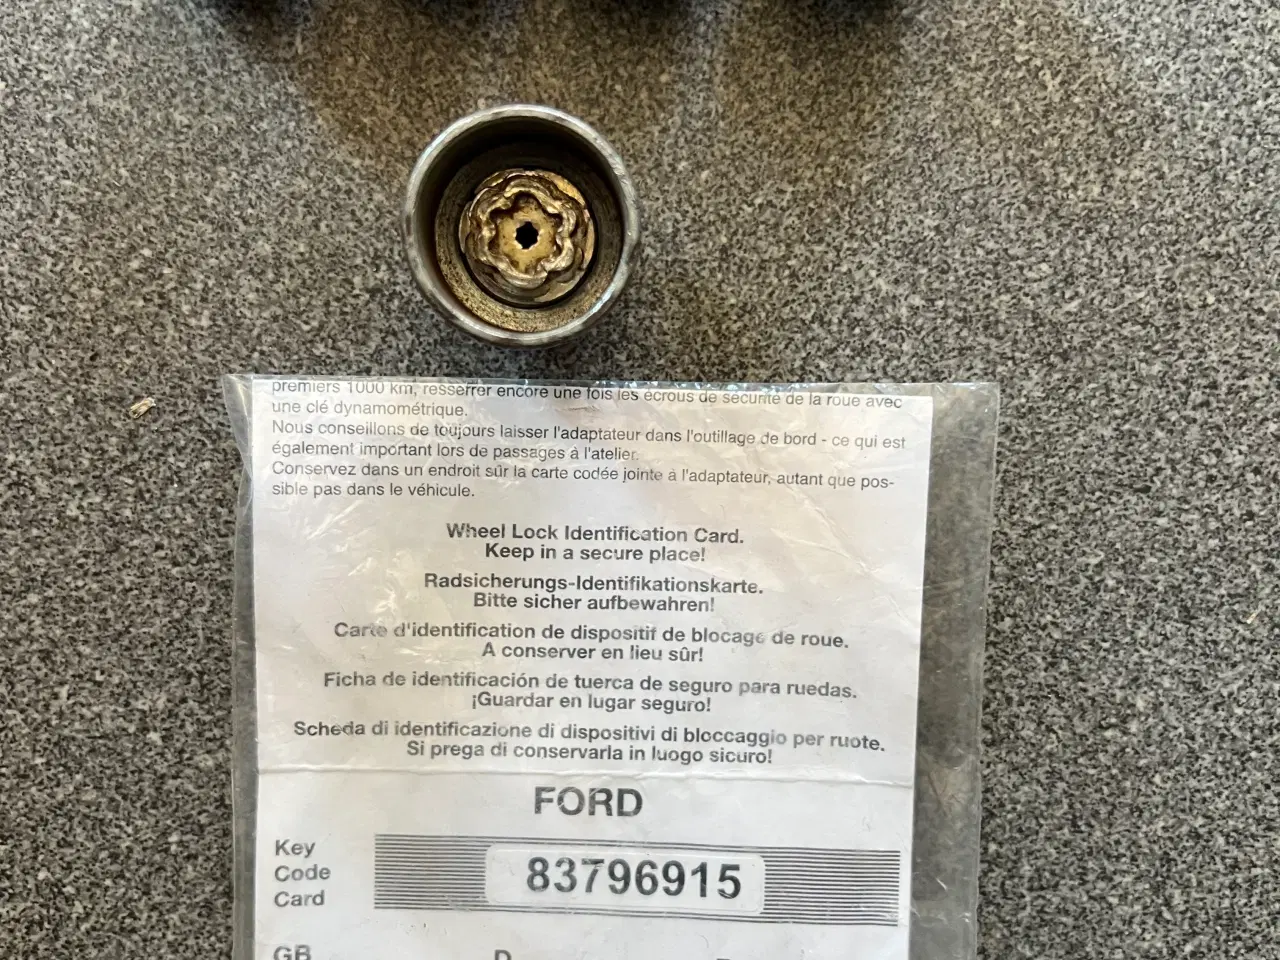 premiers 1000 km, resserrer encore une fois les écrous de sécurité de la roue avec
une clé dynamométrique.
Nous conseillons de toujours laisser l'adaptateur dans l'outillage de bord - ce qui est
également important lors de passages à l'atelier.
Conservez dans un endroit sûr la carte codée jointe à l'adaptateur, autant que pos-
sible pas dans le véhicule.
Wheel Lock Identification Card.
Keep in a secure place!
Radsicherungs-Identifikationskarte.
Bitte sicher aufbewahren!
Carte d'identification de dispositif de blocage de roue.
A conserver en lieu sûr!
Ficha de identificación de tuerca de seguro para ruedas.
¡Guardar en lugar seguro!
Scheda di identificazione di dispositivi di bloccaggio per ruote.
Si prega di conservarla in luogo sicuro!
FORD
Key
Code
Card
83796915
GB D